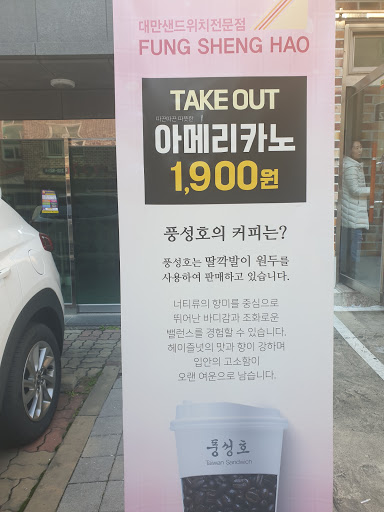 대만샌드위치전문점
FUNG SHENG HAO
TAKE OUT
아메리카노
1,900원
풍성호의 커피는?
풍성호는 딸깍발이 원두를
사용하여 판매하고 있습니다.
너티류의 향미를 중심으로
뛰어난 바디감과 조화로운
밸런스를 경험할 수 있습니다.
헤이즐넛의 맛과 향이 강하며
입안의 고소함이
오랜 여운으로 남습니다.
풍성호
Taiwan Sandwich